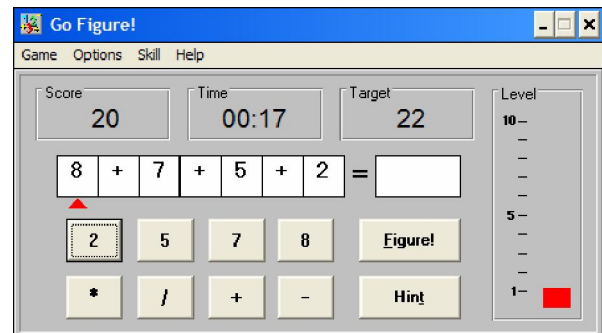 Go Figure!
Game Options Skill Help
Score Time Target Level
20 00:17 22
10
8 + 7 + 5 + 2 =
5
2 5 7 8 Figure!
* / + - Hint
1